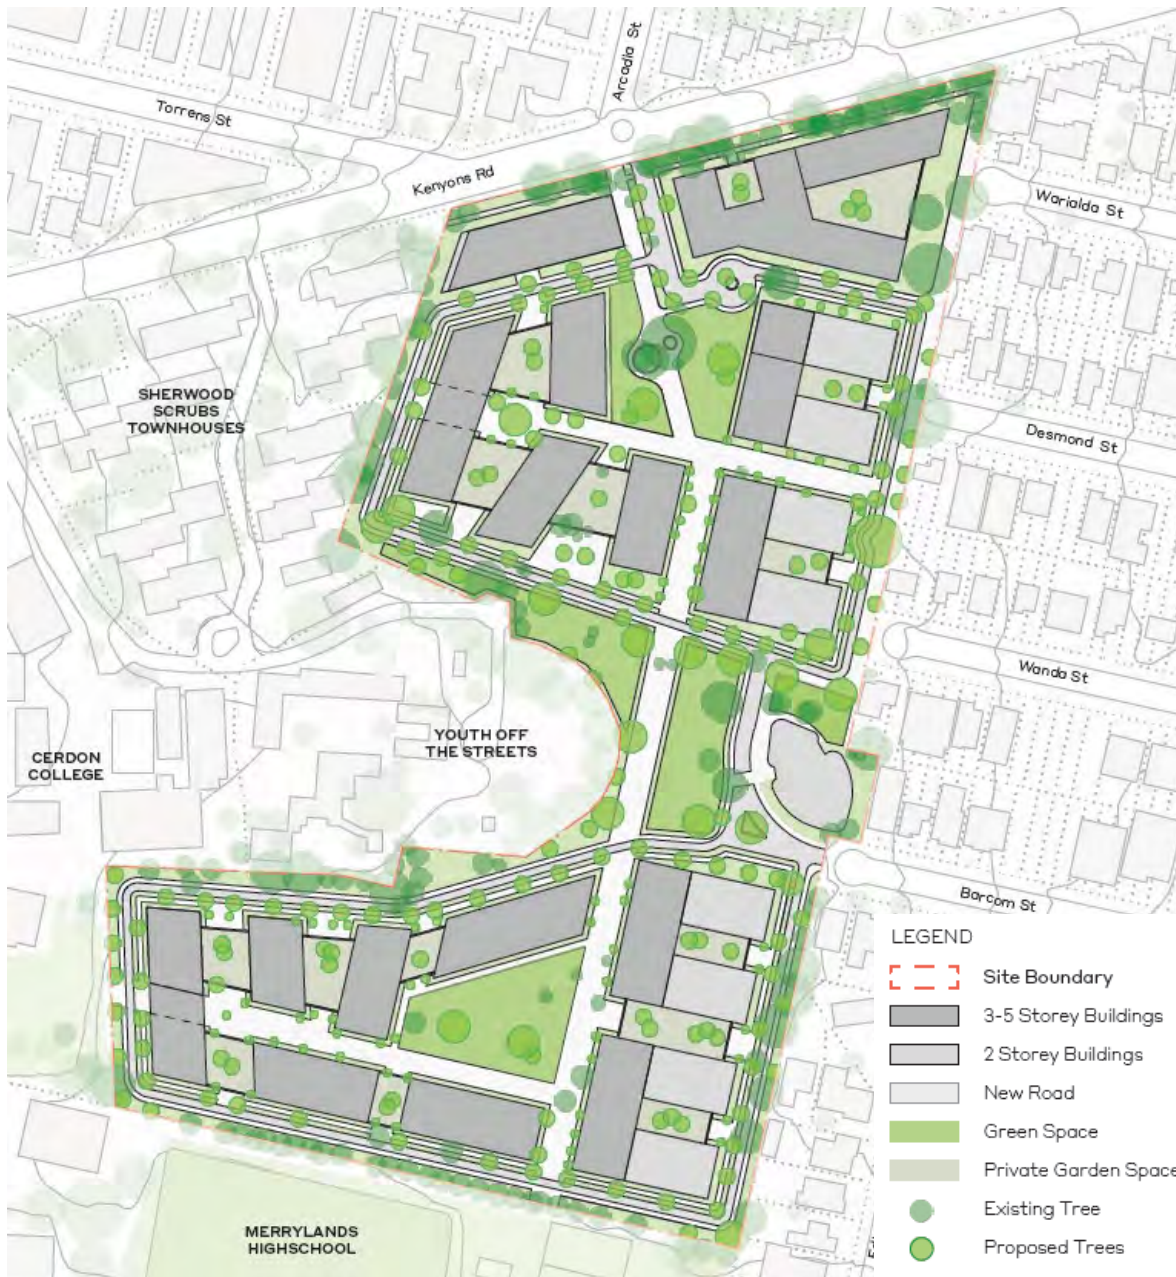 Arcadia St
Torrens St
Kenyons Rd
Warialda St
SHERWOOD
SCRUBS
TOWNHOUSES
Desmond St
Wanda St
YOUTH OFF
THE STREETS
CERDON
COLLEGE
Barcom St
LEGEND
Site Boundary
3-5 Storey Buildings
2 Storey Buildings
New Road
Green Space
Private Garden Space
Existing Tree
Proposed Trees
MERRYLANDS
HIGHSCHOOL